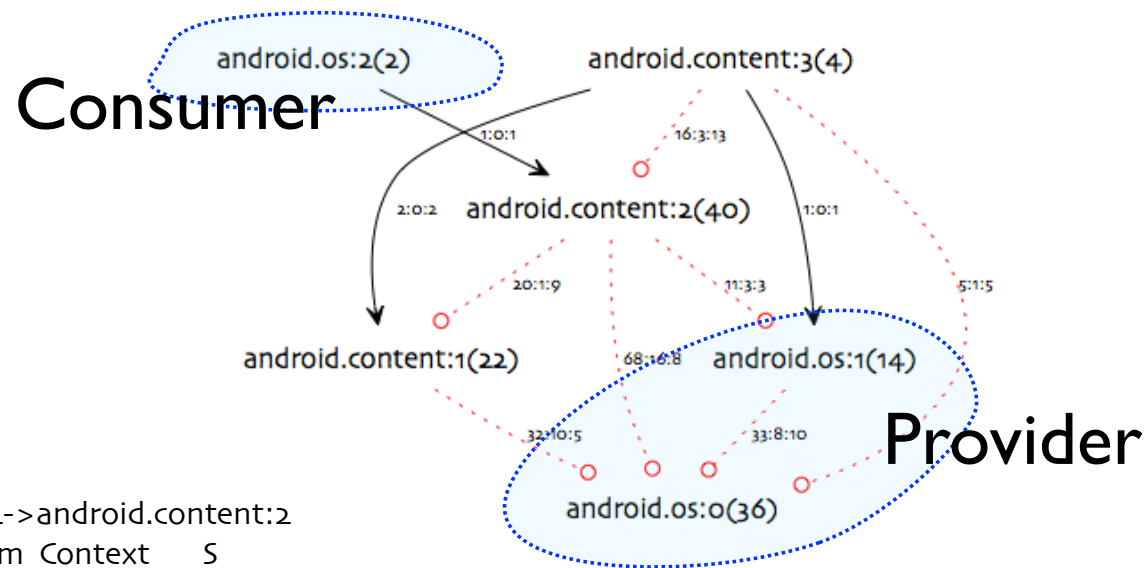 android.os:2(2)
android.content:3(4)
Consumer
1:0:1
16:3:13
2:0:2
android.content:2(40)
1:0:1
20:1:9
11:3:3
5:1:5
android.content:1(22)
68:16:8
android.os:1(14)
32:10:5
33:8:10
Provider
android.os:0(36)
->android.content:2
m Context S